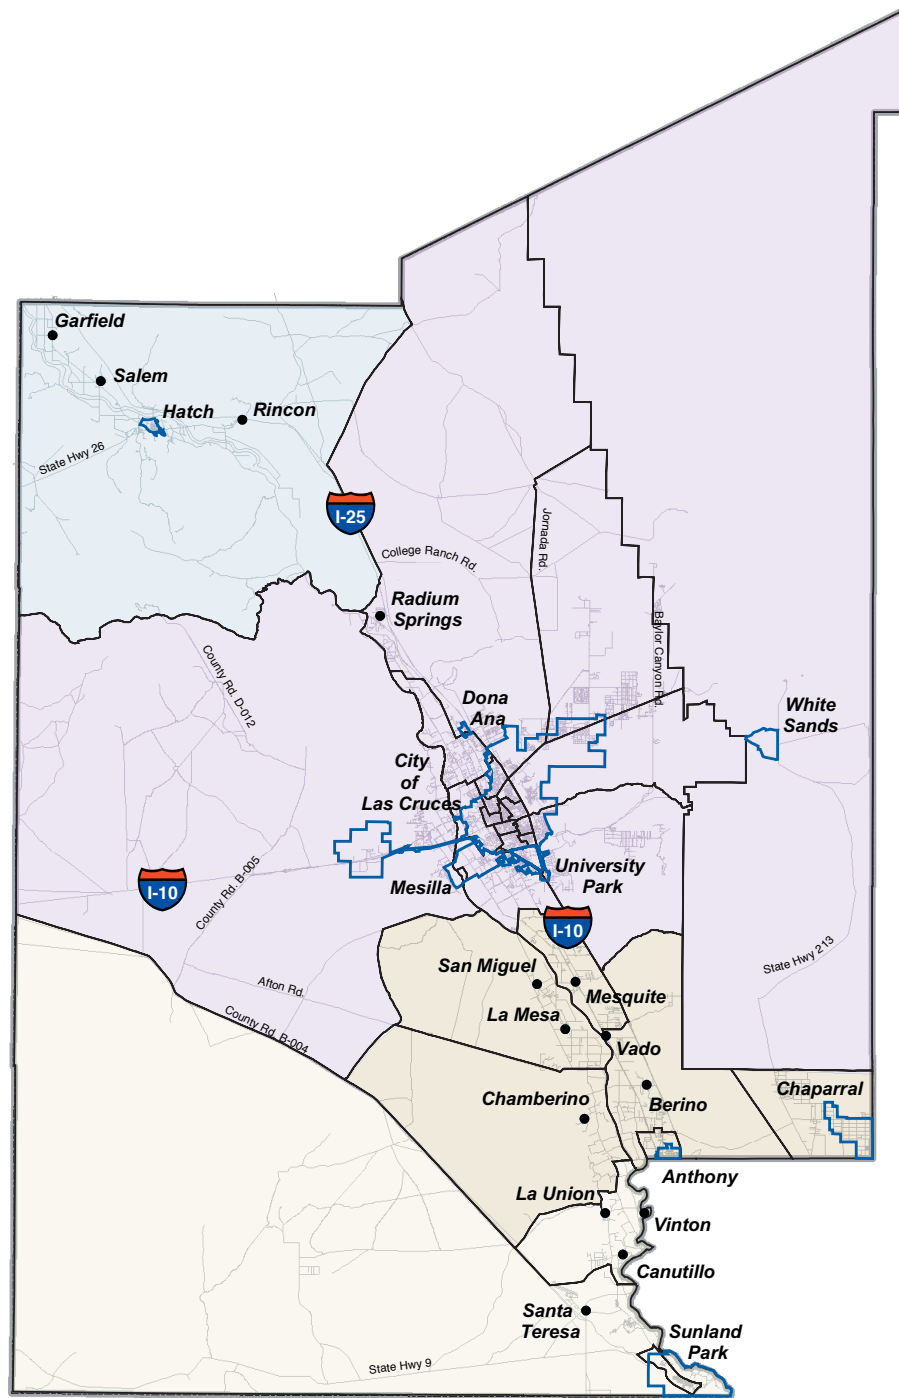 Garfield
Salem
Hatch
Rincon
State Hwy 26
I-25
College Ranch Rd.
Jornada Rd.
Radium
Springs
Baylor Canyon Rd.
County Rd. D-012
Dona
Ana
White
Sands
City
of
Las Cruces
County Rd. B-005
I-10
Mesilla
University
Park
I-10
State Hwy 213
San Miguel
Afton Rd.
Mesquite
La Mesa
County Rd. B-004
Vado
Chaparral
Chamberino
Berino
Anthony
La Union
Vinton
Canutillo
Santa
Teresa
Sunland
Park
State Hwy 9